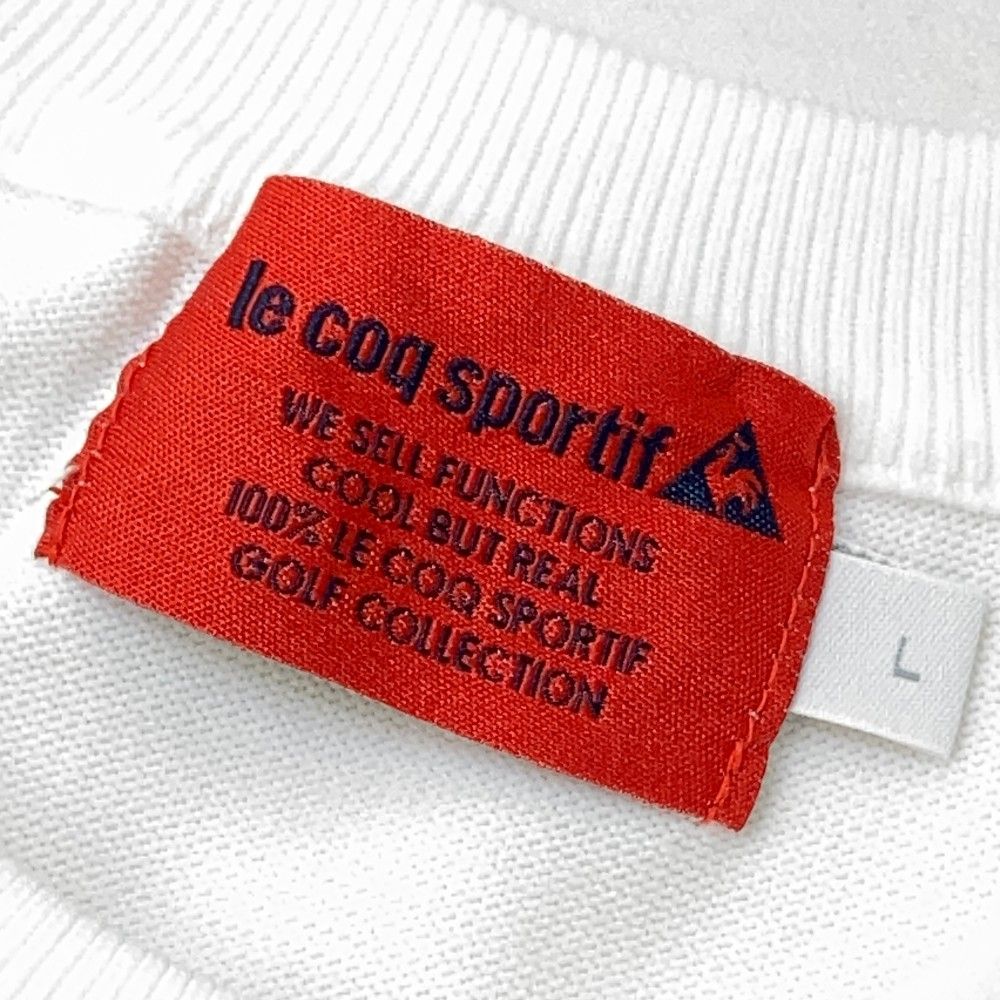 le coq sportif
WE SELL FUNCTIONS
COOL BUT REAL
100% LE COQ SPORTIF
GOLF COLLECTION
L